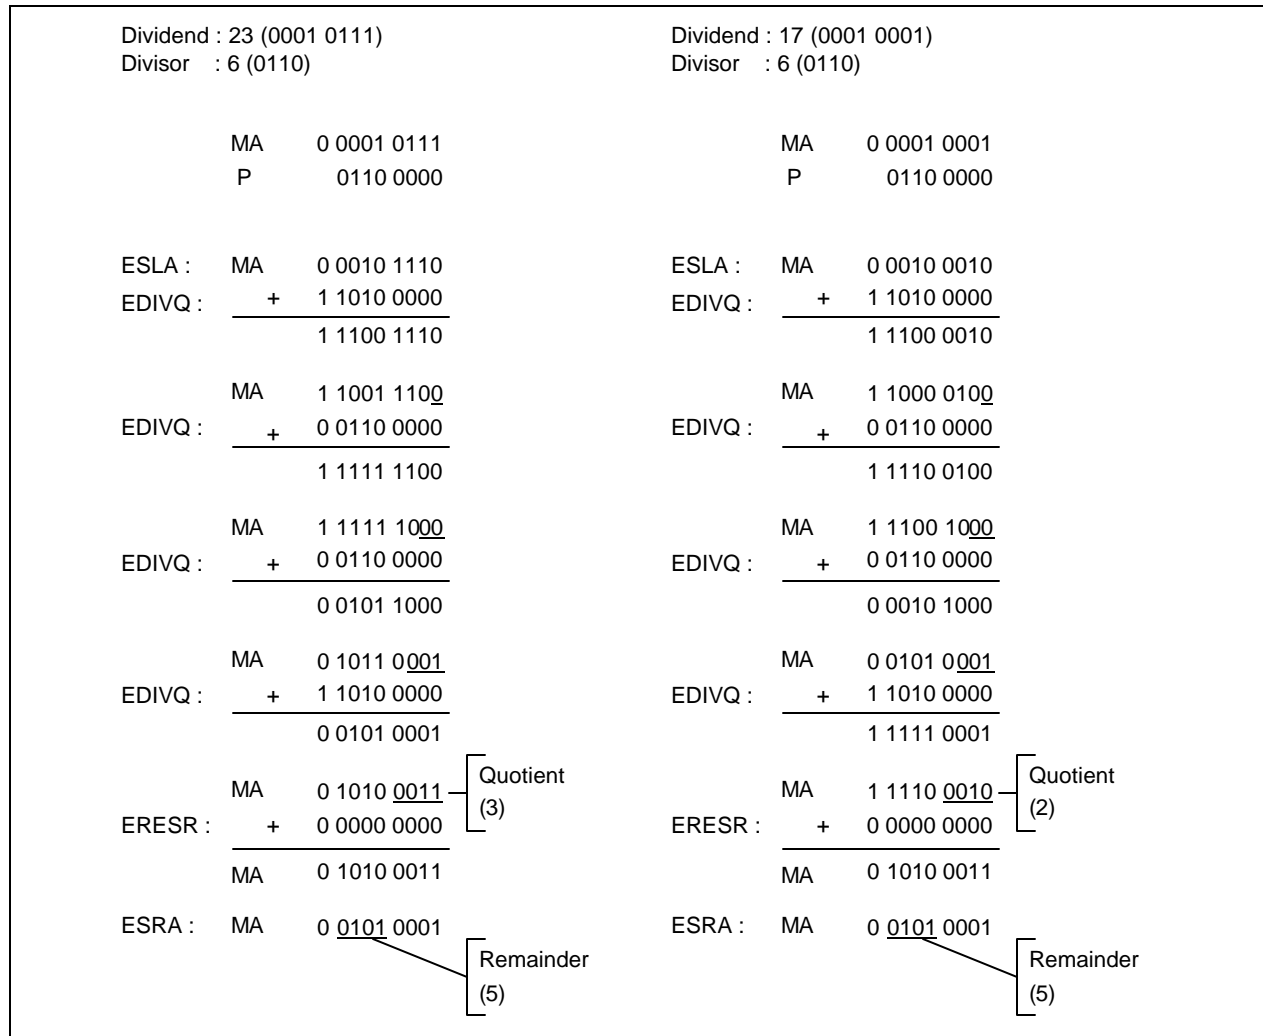 Dividend : 23 (0001 0111)
Divisor : 6 (0110)
MA 0 0001 0111
P 0110 0000
ESLA : MA 0 0010 1110
EDIVQ : + 1 1010 0000
1 1100 1110
MA 1 1001 1100
EDIVQ : + 0 0110 0000
1 1111 1100
MA 1 1111 1000
EDIVQ : + 0 0110 0000
0 0101 1000
MA 0 1011 0001
EDIVQ : + 1 1010 0000
0 0101 0001
MA 0 1010 0011
Quotient
(3)
ERESR : + 0 0000 0000
MA 0 1010 0011
ESRA : MA 0 0101 0001
Remainder
(5)
Dividend : 17 (0001 0001)
Divisor : 6 (0110)
MA 0 0001 0001
P 0110 0000
ESLA : MA 0 0010 0010
EDIVQ : + 1 1010 0000
1 1100 0010
MA 1 1000 0100
EDIVQ : + 0 0110 0000
1 1110 0100
MA 1 1100 1000
EDIVQ : + 0 0110 0000
0 0010 1000
MA 0 0101 0001
EDIVQ : + 1 1010 0000
1 1111 0001
MA 1 1110 0010
Quotient
(2)
ERESR : + 0 0000 0000
MA 0 1010 0011
ESRA : MA 0 0101 0001
Remainder
(5)